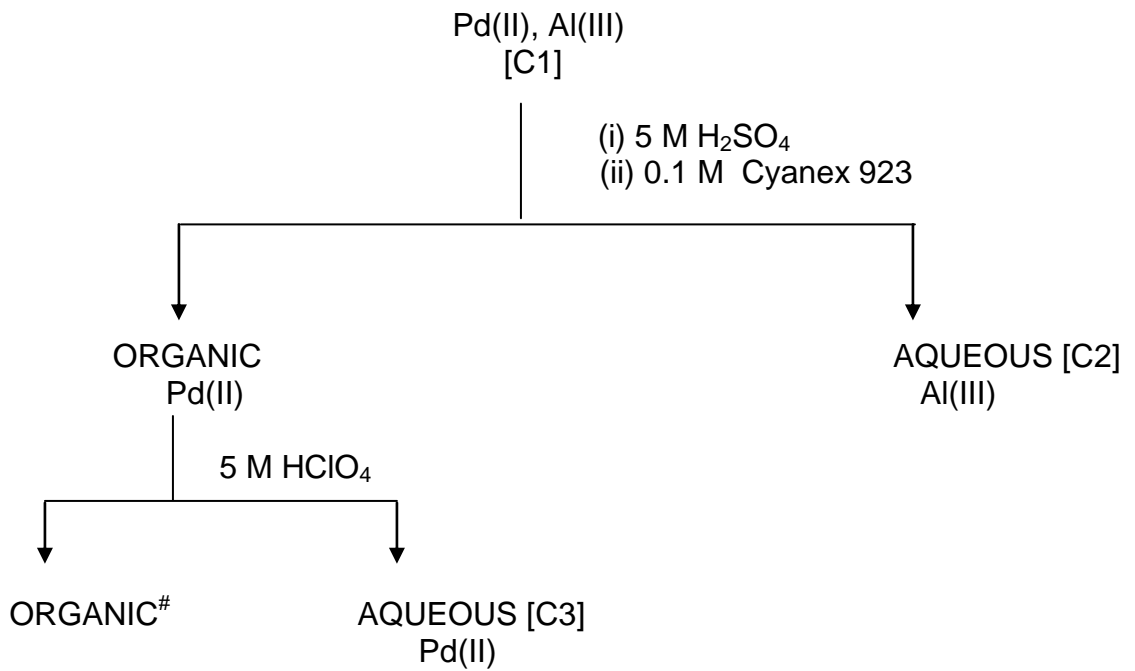 Pd(II), Al(III)
[C1]
(i) 5 M H₂SO₄
(ii) 0.1 M Cyanex 923
ORGANIC
Pd(II)
AQUEOUS [C2]
Al(III)
5 M HClO₄
ORGANIC#
AQUEOUS [C3]
Pd(II)